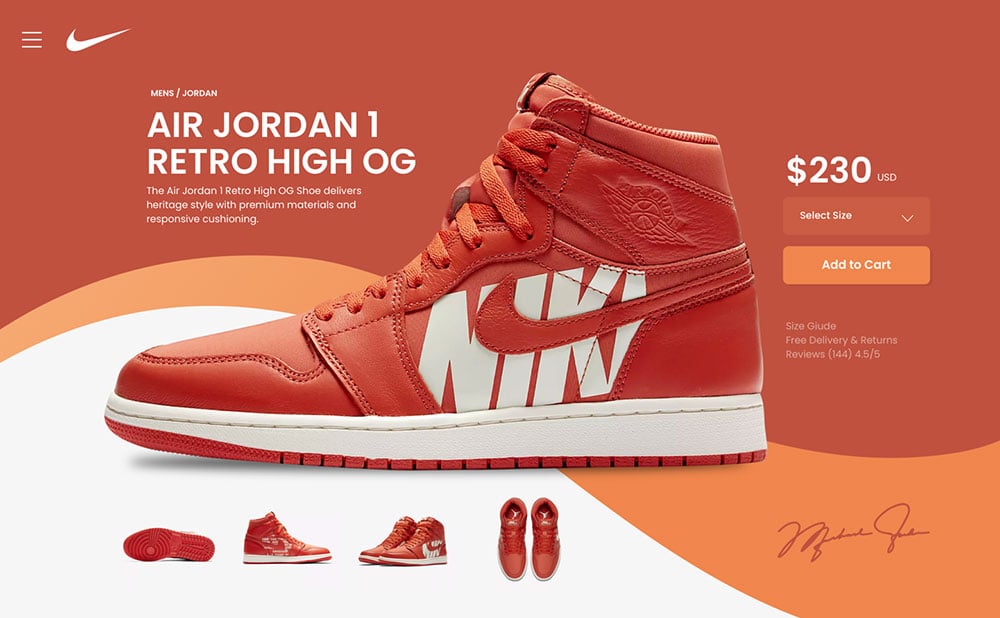 MENS / JORDAN
AIR JORDAN 1
RETRO HIGH OG
The Air Jordan 1 Retro High OG Shoe delivers
heritage style with premium materials and
responsive cushioning.
$230 USD
Select Size
Add to Cart
Size Giude
Free Delivery & Returns
Reviews (144) 4.5/5